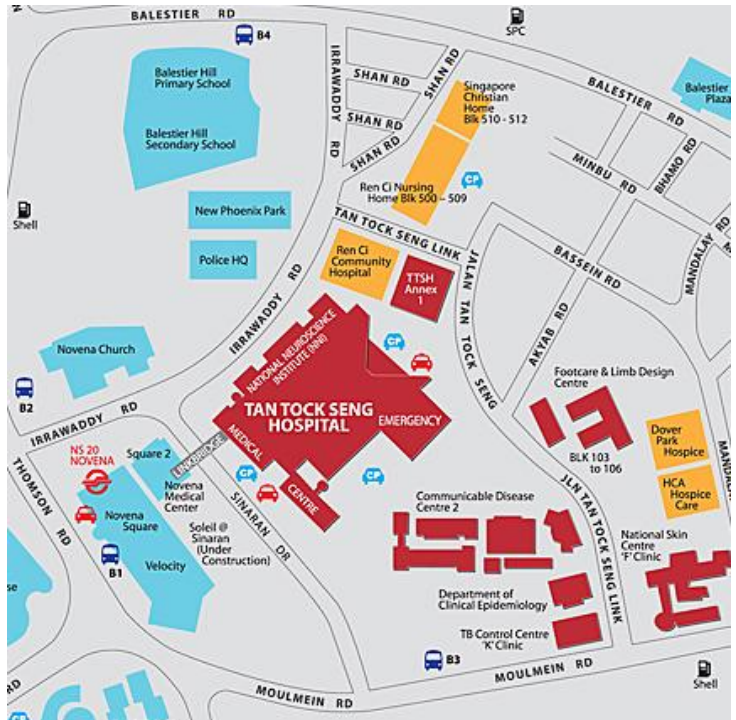 BALESTIER RD
B4
SPC
Balestier Hill
Primary School
Balestier Hill
Secondary School
IRRAWADDY RD
SHAN RD
SHAN RD
SHAN RD
SHAN RD
Singapore
Christian
Home
Blk 510 - 512
BALESTIER RD
Balestier
Plaza
MINBU RD
BHAMO RD
CP
Ren Ci Nursing
Home Blk 500 – 509
Shell
New Phoenix Park
TAN TOCK SENG LINK
MANDALAY RD
Police HQ
Ren Ci
Community
Hospital
TTSH
Annex
1
JALAN TAN TOCK SENG
BASSEIN RD
IRRAWADDY RD
AKYAB RD
NATIONAL NEUROSCIENCE
INSTITUTE (NNI)
CP
Novena Church
Footcare & Limb Design
Centre
B2
TAN TOCK SENG
HOSPITAL
EMERGENCY
MEDICAL
CENTRE
IRRAWADDY RD
Dover
Park
Hospice
BLK 103
to 106
NS 20
NOVENA
Square 2
LINKBRIDGE
CP
CP
HCA
Hospice
Care
THOMSON RD
Novena
Medical
Center
SINARAN DR
JLN TAN TOCK SENG LINK
Communicable Disease
Centre 2
Novena
Square
Soleil @
Sinaran
(Under
Construction)
National Skin
Centre
'F' Clinic
B1
Velocity
Department of
Clinical Epidemiology
TB Control Centre
'K' Clinic
B3
MOULMEIN RD
MOULMEIN RD
Shell
RD
CP